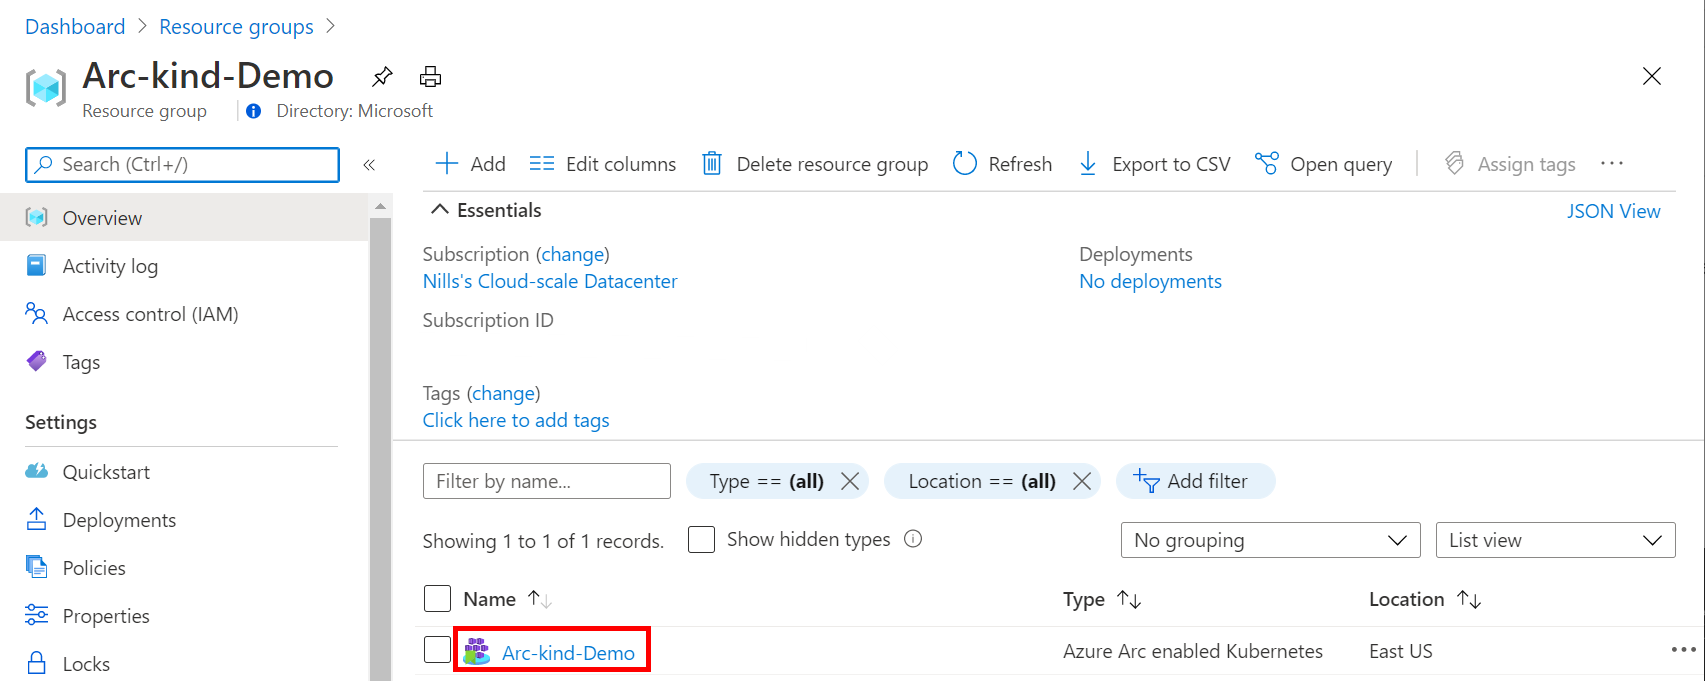 Dashboard > Resource groups >
Arc-kind-Demo
Resource group | Directory: Microsoft
Search (Ctrl+/)
«
Add
Edit columns
Delete resource group
Refresh
Export to CSV
Open query
Assign tags
...
Overview
Activity log
Access control (IAM)
Tags
Settings
Quickstart
Deployments
Policies
Properties
Locks
Essentials
JSON View
Subscription (change)
Nills's Cloud-scale Datacenter
Subscription ID
Deployments
No deployments
Tags (change)
Click here to add tags
Filter by name...
Type == (all)
Location == (all)
Add filter
Showing 1 to 1 of 1 records.
Show hidden types
No grouping
List view
Name Type Location
Arc-kind-Demo Azure Arc enabled Kubernetes East US